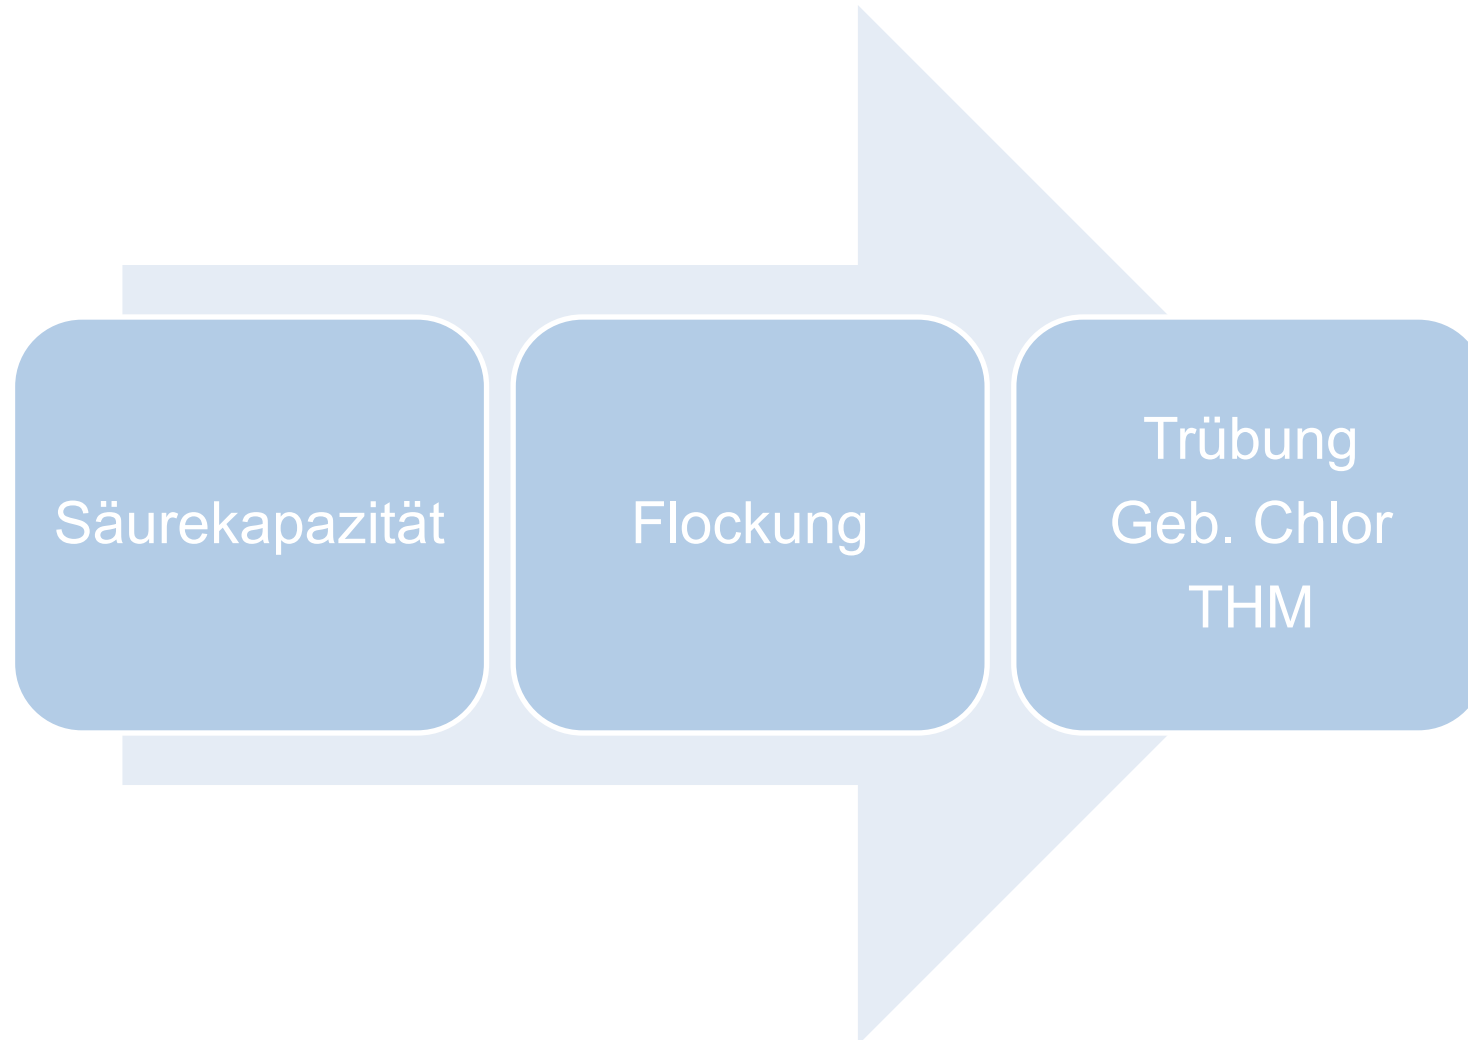 Säurekapazität
Flockung
Trübung
Geb. Chlor
THM